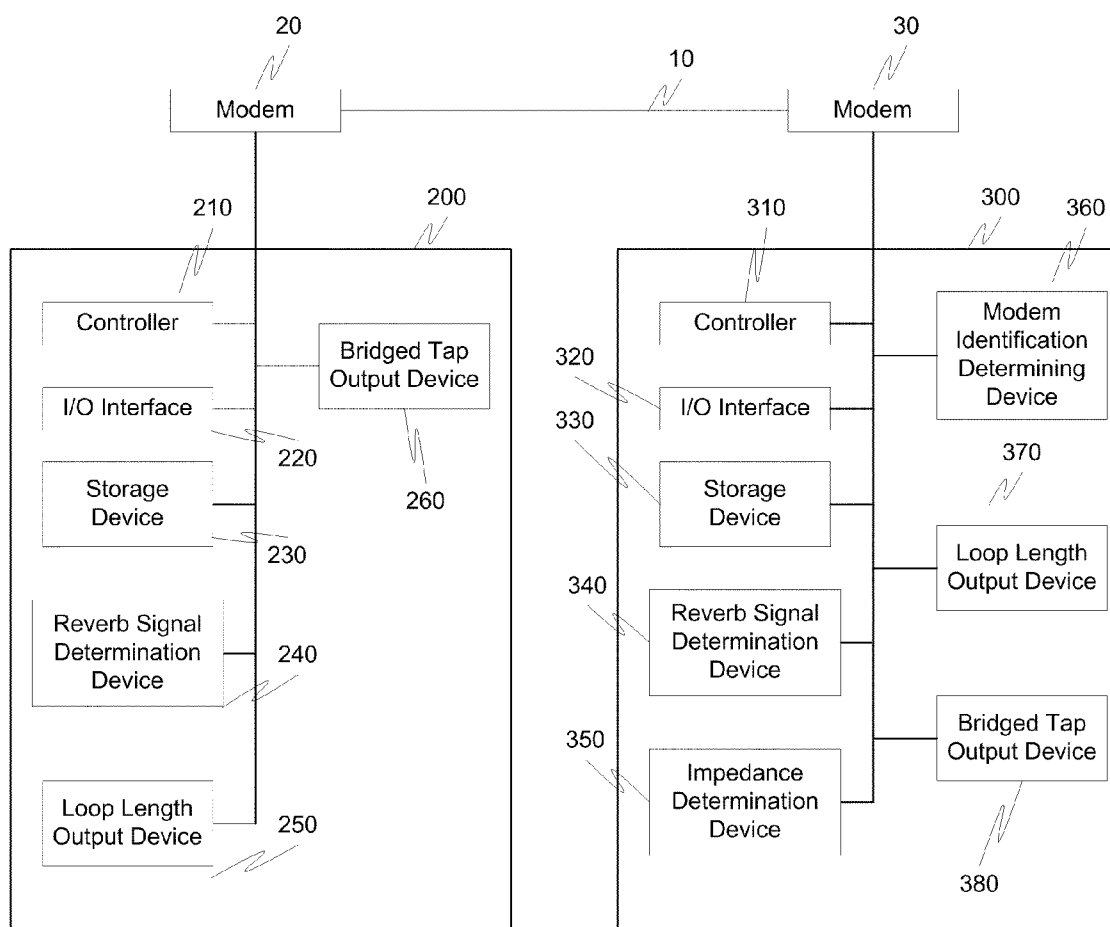 20
30
10
Modem
Modem
210
200
310
300
360
Controller
Bridged Tap
Output Device
Controller
Modem
Identification
Determining
Device
320
I/O Interface
I/O Interface
220
260
330
370
Storage
Device
Storage
Device
230
Loop Length
Output Device
340
Reverb Signal
Determination
Device
240
Reverb Signal
Determination
Device
350
Bridged Tap
Output Device
Loop Length
Output Device
250
Impedance
Determination
Device
380